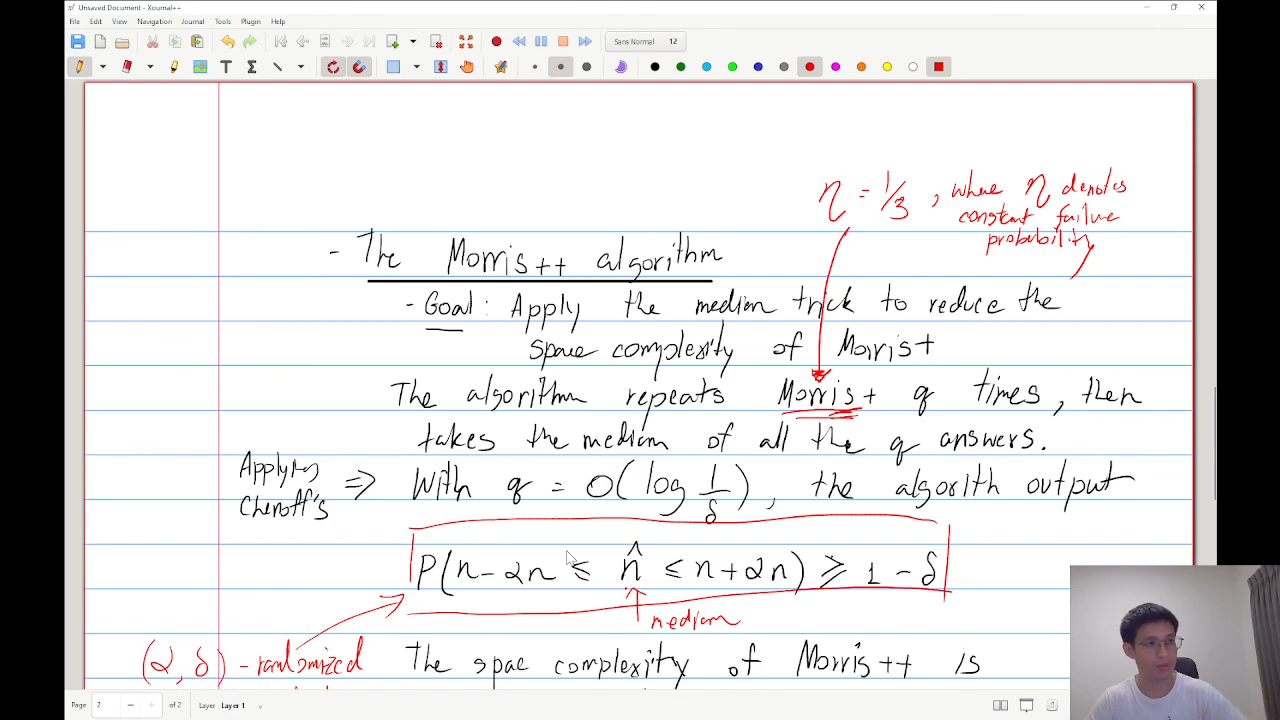 Unsaved Document - Xournal++
File Edit View Navigation Journal Tools Plugin Help
Sans Normal 12
η = 1/3 , where η denotes
constant failure
probability
- The Morris++ algorithm
- Goal : Apply the median trick to reduce the
space complexity of Morris+
The algorithm repeats Morris+ q times, then
takes the medium of all the q answers.
Applying
Chernoff's
⇒ With q = O(log 1/δ), the algorith output
P(n-αn ≤ n̂ ≤ n+αn) ≥ 1-δ
medium
(α, δ) - randomized
The spac complexity of Morris++ is
Page 2 of 2 Layer Layer 1